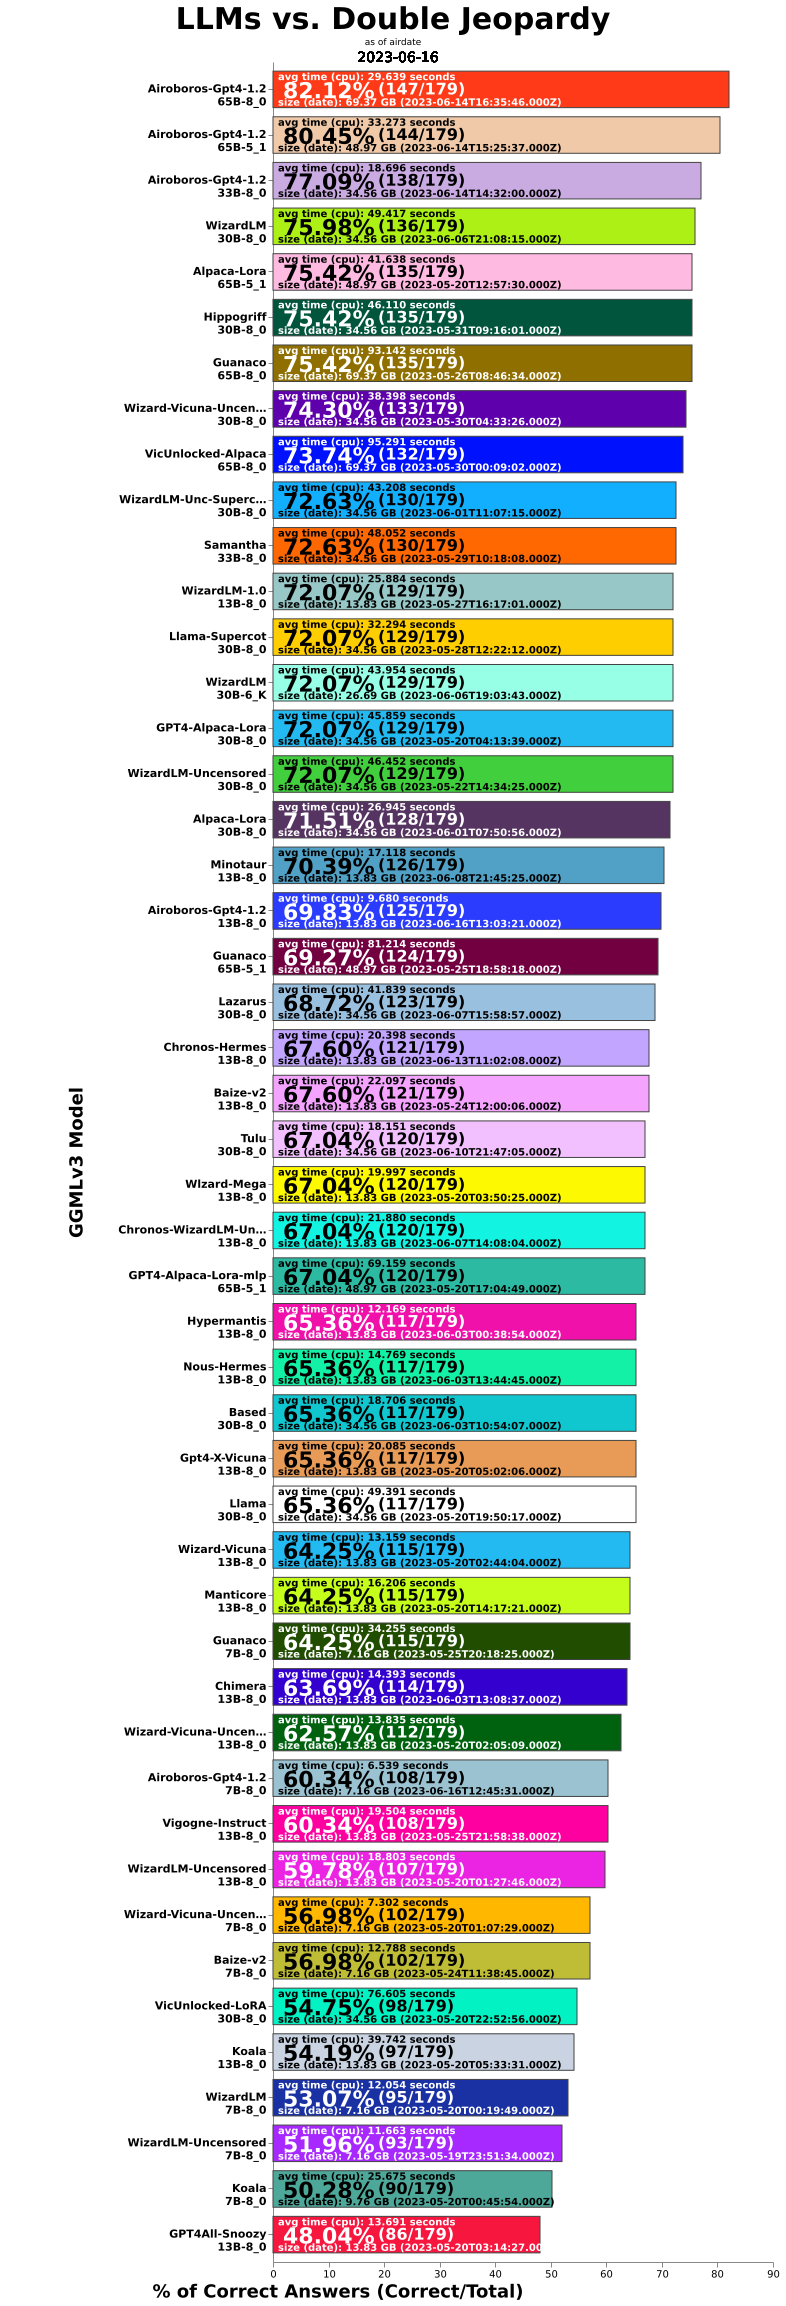 LLMs vs. Double Jeopardy
as of airdate
2023-06-16
Airoboros-Gpt4-1.2
65B-8_0
avg time (cpu): 29.639 seconds
82.12% (147/179)
size (date): 69.37 GB (2023-06-14T16:35:46.000Z)
Airoboros-Gpt4-1.2
65B-5_1
avg time (cpu): 33.273 seconds
80.45% (144/179)
size (date): 48.97 GB (2023-06-14T15:25:37.000Z)
Airoboros-Gpt4-1.2
33B-8_0
avg time (cpu): 18.696 seconds
77.09% (138/179)
size (date): 34.56 GB (2023-06-14T14:32:00.000Z)
WizardLM
30B-8_0
avg time (cpu): 49.417 seconds
75.98% (136/179)
size (date): 34.56 GB (2023-06-06T21:08:15.000Z)
Alpaca-Lora
65B-5_1
avg time (cpu): 41.638 seconds
75.42% (135/179)
size (date): 48.97 GB (2023-05-20T12:57:30.000Z)
Hippogriff
30B-8_0
avg time (cpu): 46.110 seconds
75.42% (135/179)
size (date): 34.56 GB (2023-05-31T09:16:01.000Z)
Guanaco
65B-8_0
avg time (cpu): 93.142 seconds
75.42% (135/179)
size (date): 69.37 GB (2023-05-26T08:46:34.000Z)
Wizard-Vicuna-Uncen...
30B-8_0
avg time (cpu): 38.398 seconds
74.30% (133/179)
size (date): 34.56 GB (2023-05-30T04:33:26.000Z)
VicUnlocked-Alpaca
65B-8_0
avg time (cpu): 95.291 seconds
73.74% (132/179)
size (date): 69.37 GB (2023-05-30T00:09:02.000Z)
WizardLM-Unc-Superc...
30B-8_0
avg time (cpu): 43.208 seconds
72.63% (130/179)
size (date): 34.56 GB (2023-06-01T11:07:15.000Z)
Samantha
33B-8_0
avg time (cpu): 48.052 seconds
72.63% (130/179)
size (date): 34.56 GB (2023-05-29T10:18:08.000Z)
WizardLM-1.0
13B-8_0
avg time (cpu): 25.884 seconds
72.07% (129/179)
size (date): 13.83 GB (2023-05-27T16:17:01.000Z)
Llama-Supercot
30B-8_0
avg time (cpu): 32.294 seconds
72.07% (129/179)
size (date): 34.56 GB (2023-05-28T12:22:12.000Z)
WizardLM
30B-6_K
avg time (cpu): 43.954 seconds
72.07% (129/179)
size (date): 26.69 GB (2023-06-06T19:03:43.000Z)
GPT4-Alpaca-Lora
30B-8_0
avg time (cpu): 45.859 seconds
72.07% (129/179)
size (date): 34.56 GB (2023-05-20T04:13:39.000Z)
WizardLM-Uncensored
30B-8_0
avg time (cpu): 46.452 seconds
72.07% (129/179)
size (date): 34.56 GB (2023-05-22T14:34:25.000Z)
Alpaca-Lora
30B-8_0
avg time (cpu): 26.945 seconds
71.51% (128/179)
size (date): 34.56 GB (2023-06-01T07:50:56.000Z)
Minotaur
13B-8_0
avg time (cpu): 17.118 seconds
70.39% (126/179)
size (date): 13.83 GB (2023-06-08T21:45:25.000Z)
Airoboros-Gpt4-1.2
13B-8_0
avg time (cpu): 9.680 seconds
69.83% (125/179)
size (date): 13.83 GB (2023-06-16T13:03:21.000Z)
Guanaco
65B-5_1
avg time (cpu): 81.214 seconds
69.27% (124/179)
size (date): 48.97 GB (2023-05-25T18:58:18.000Z)
Lazarus
30B-8_0
avg time (cpu): 41.839 seconds
68.72% (123/179)
size (date): 34.56 GB (2023-06-07T15:58:57.000Z)
Chronos-Hermes
13B-8_0
avg time (cpu): 20.398 seconds
67.60% (121/179)
size (date): 13.83 GB (2023-06-13T11:02:08.000Z)
Baize-v2
13B-8_0
avg time (cpu): 22.097 seconds
67.60% (121/179)
size (date): 13.83 GB (2023-05-24T12:00:06.000Z)
Tulu
30B-8_0
avg time (cpu): 18.151 seconds
67.04% (120/179)
size (date): 34.56 GB (2023-06-10T21:47:05.000Z)
WIzard-Mega
13B-8_0
avg time (cpu): 19.997 seconds
67.04% (120/179)
size (date): 13.83 GB (2023-05-20T03:50:25.000Z)
Chronos-WizardLM-Un...
13B-8_0
avg time (cpu): 21.880 seconds
67.04% (120/179)
size (date): 13.83 GB (2023-06-07T14:08:04.000Z)
GPT4-Alpaca-Lora-mlp
65B-5_1
avg time (cpu): 69.159 seconds
67.04% (120/179)
size (date): 48.97 GB (2023-05-20T17:04:49.000Z)
Hypermantis
13B-8_0
avg time (cpu): 12.169 seconds
65.36% (117/179)
size (date): 13.83 GB (2023-06-03T00:38:54.000Z)
Nous-Hermes
13B-8_0
avg time (cpu): 14.769 seconds
65.36% (117/179)
size (date): 13.83 GB (2023-06-03T13:44:45.000Z)
Based
30B-8_0
avg time (cpu): 18.706 seconds
65.36% (117/179)
size (date): 34.56 GB (2023-06-03T10:54:07.000Z)
Gpt4-X-Vicuna
13B-8_0
avg time (cpu): 20.085 seconds
65.36% (117/179)
size (date): 13.83 GB (2023-05-20T05:02:06.000Z)
Llama
30B-8_0
avg time (cpu): 49.391 seconds
65.36% (117/179)
size (date): 34.56 GB (2023-05-20T19:50:17.000Z)
Wizard-Vicuna
13B-8_0
avg time (cpu): 13.159 seconds
64.25% (115/179)
size (date): 13.83 GB (2023-05-20T02:44:04.000Z)
Manticore
13B-8_0
avg time (cpu): 16.206 seconds
64.25% (115/179)
size (date): 13.83 GB (2023-05-20T14:17:21.000Z)
Guanaco
7B-8_0
avg time (cpu): 34.255 seconds
64.25% (115/179)
size (date): 7.16 GB (2023-05-25T20:18:25.000Z)
Chimera
13B-8_0
avg time (cpu): 14.393 seconds
63.69% (114/179)
size (date): 13.83 GB (2023-06-03T13:08:37.000Z)
Wizard-Vicuna-Uncen...
13B-8_0
avg time (cpu): 13.835 seconds
62.57% (112/179)
size (date): 13.83 GB (2023-05-20T02:05:09.000Z)
Airoboros-Gpt4-1.2
7B-8_0
avg time (cpu): 6.539 seconds
60.34% (108/179)
size (date): 7.16 GB (2023-06-16T12:45:31.000Z)
Vigogne-Instruct
13B-8_0
avg time (cpu): 19.504 seconds
60.34% (108/179)
size (date): 13.83 GB (2023-05-25T21:58:38.000Z)
WizardLM-Uncensored
13B-8_0
avg time (cpu): 18.803 seconds
59.78% (107/179)
size (date): 13.83 GB (2023-05-20T01:27:46.000Z)
Wizard-Vicuna-Uncen...
7B-8_0
avg time (cpu): 7.302 seconds
56.98% (102/179)
size (date): 7.16 GB (2023-05-20T01:07:29.000Z)
Baize-v2
7B-8_0
avg time (cpu): 12.788 seconds
56.98% (102/179)
size (date): 7.16 GB (2023-05-24T11:38:45.000Z)
VicUnlocked-LoRA
30B-8_0
avg time (cpu): 76.605 seconds
54.75% (98/179)
size (date): 34.56 GB (2023-05-20T22:52:56.000Z)
Koala
13B-8_0
avg time (cpu): 39.742 seconds
54.19% (97/179)
size (date): 13.83 GB (2023-05-20T05:33:31.000Z)
WizardLM
7B-8_0
avg time (cpu): 12.054 seconds
53.07% (95/179)
size (date): 7.16 GB (2023-05-20T00:19:49.000Z)
WizardLM-Uncensored
7B-8_0
avg time (cpu): 11.663 seconds
51.96% (93/179)
size (date): 7.16 GB (2023-05-19T23:51:34.000Z)
Koala
7B-8_0
avg time (cpu): 25.675 seconds
50.28% (90/179)
size (date): 9.76 GB (2023-05-20T00:45:54.000Z)
GPT4All-Snoozy
13B-8_0
avg time (cpu): 13.691 seconds
48.04% (86/179)
size (date): 13.83 GB (2023-05-20T03:14:27.00
GGMLv3 Model
0 10 20 30 40 50 60 70 80 90
% of Correct Answers (Correct/Total)